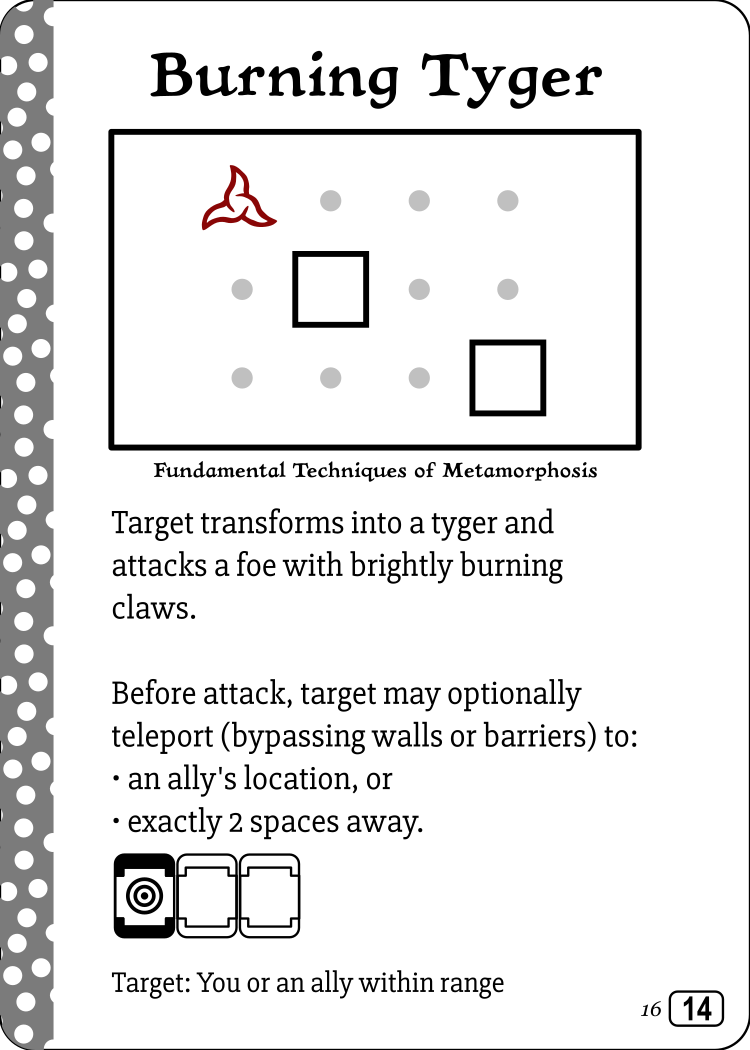 Burning Tyger
Fundamental Techniques of Metamorphosis
Target transforms into a tyger and
attacks a foe with brightly burning
claws.
Before attack, target may optionally
teleport (bypassing walls or barriers) to:
• an ally's location, or
• exactly 2 spaces away.
Target: You or an ally within range
16 14